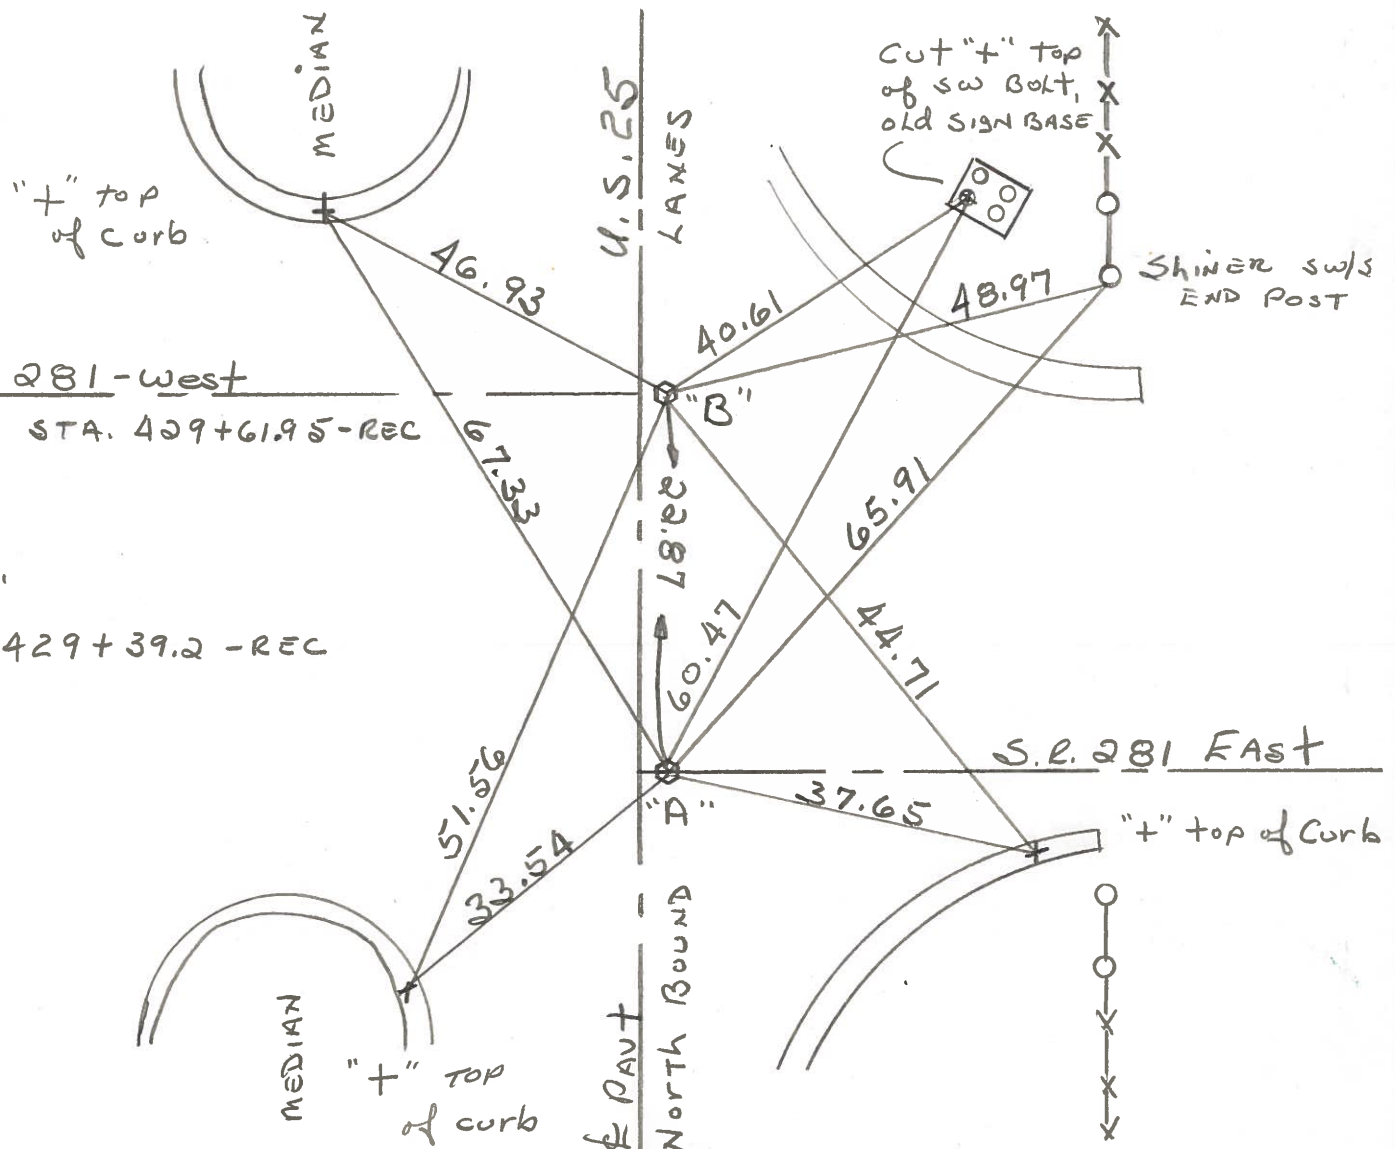 MEDIAN
U.S. 25
LANES
Cut "+" top
of SW Bolt,
old SIGN BASE
"+" top
of curb
46.93
40.61
48.97
SHINER SW/S
END POST
281-west
"B"
STA. 429+61.95-REC
67.33
22.87
65.91
429+39.2 -REC
60.47
44.71
S.R. 281 EAST
51.56
"D"
37.65
"+" top of Curb
33.54
MEDIAN
"+" TOP
of curb
℄ PAVT
North BOUND